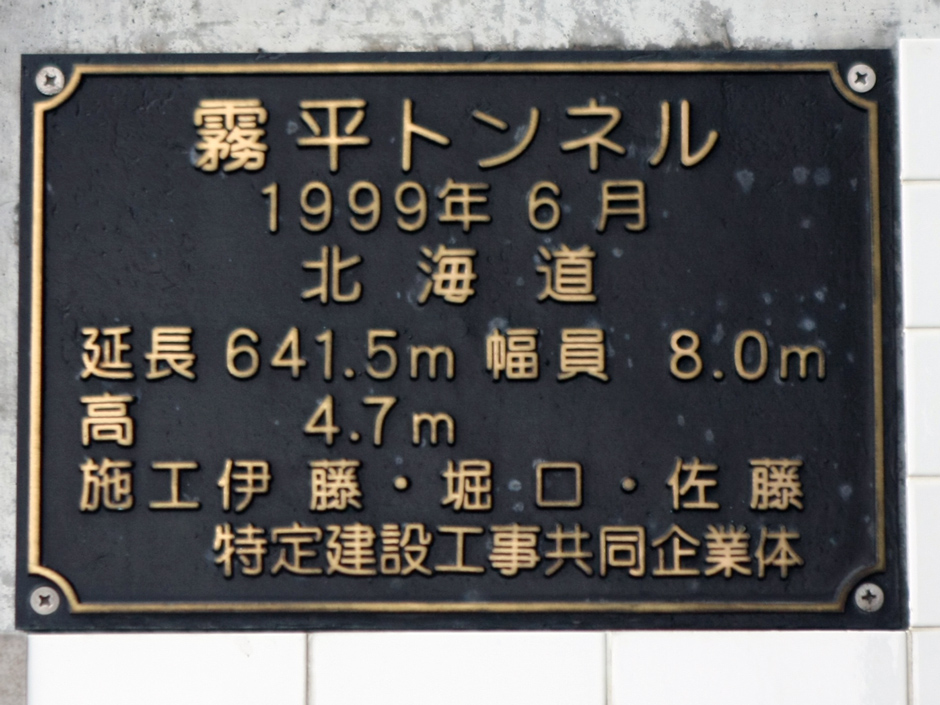 霧平トンネル
1999年 6 月
北 海 道
延長 641.5m 幅員 8.0m
高 4.7m
施工 伊 藤・堀 口・佐 藤
特定建設工事共同企業体